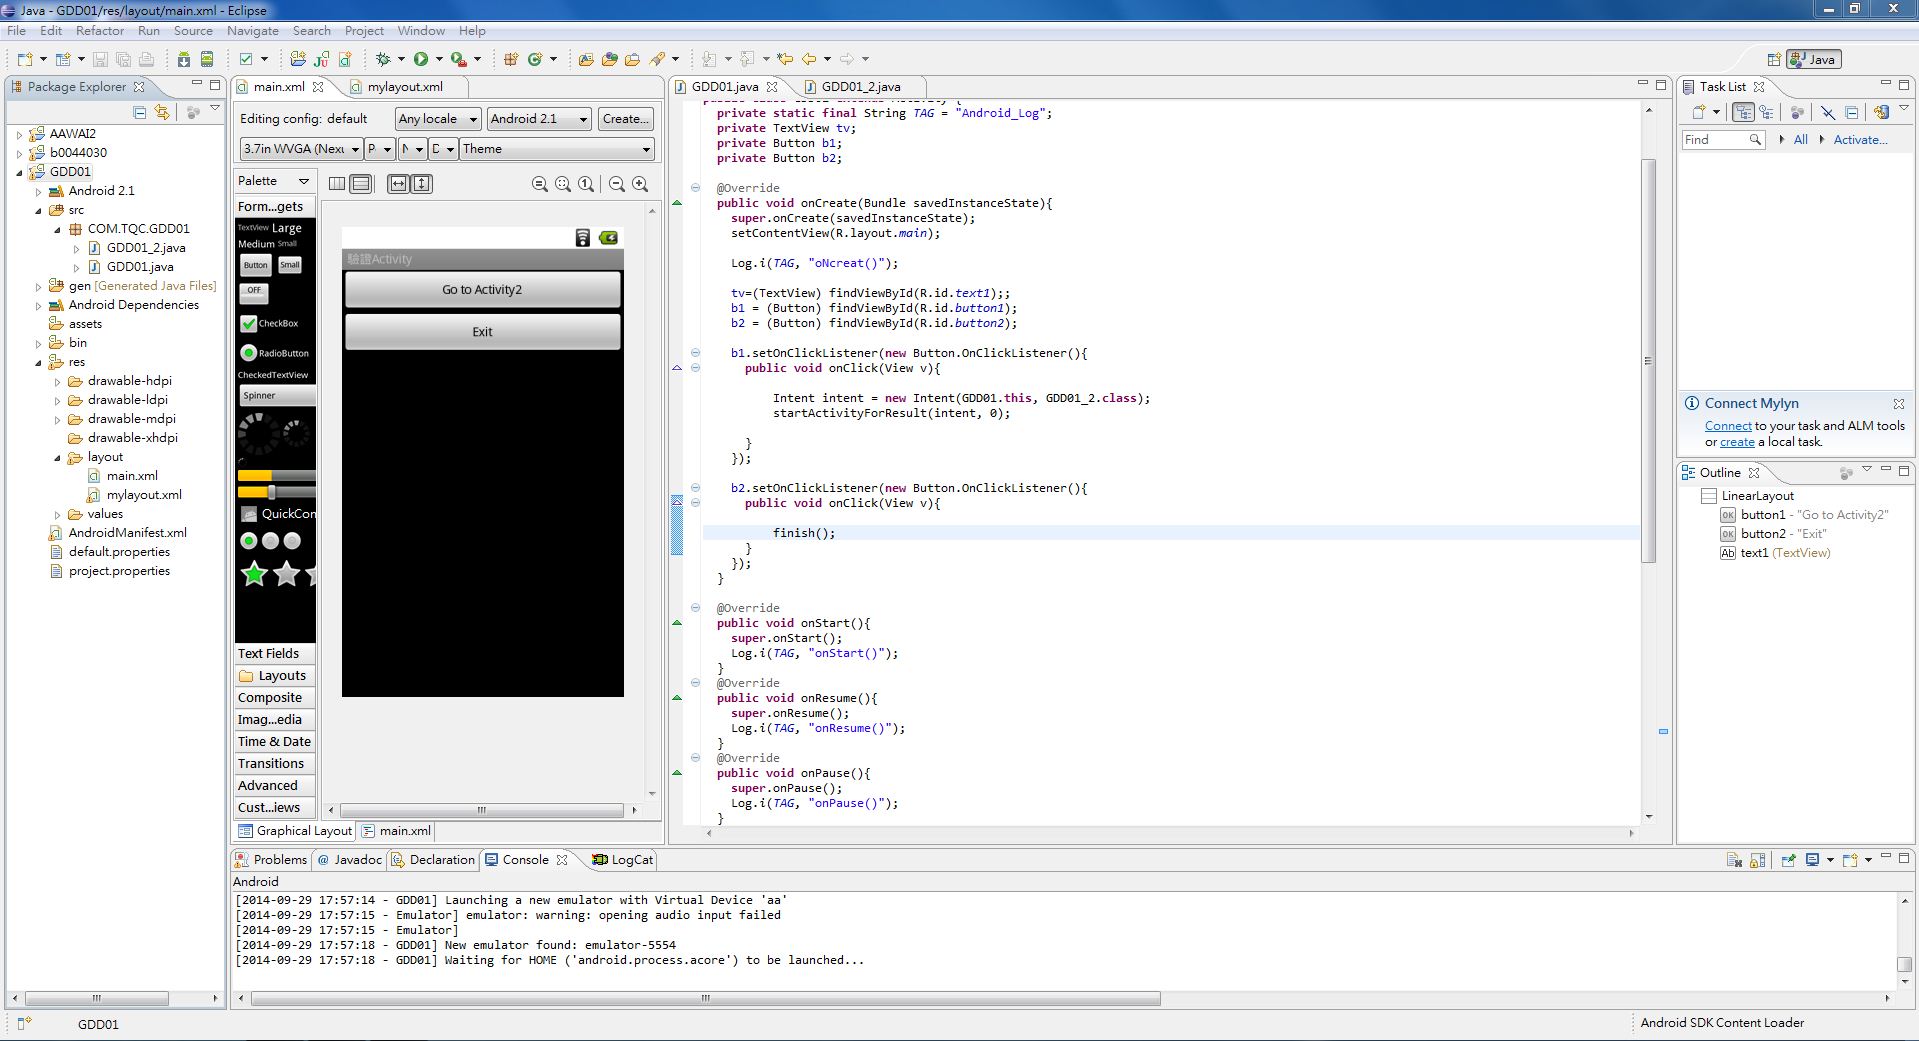 Java - GDD01/res/layout/main.xml - Eclipse
File Edit Refactor Run Source Navigate Search Project Window Help
Java
Package Explorer
AAWAI2
b0044030
GDD01
Android 2.1
src
COM.TQC.GDD01
GDD01_2.java
GDD01.java
gen [Generated Java Files]
Android Dependencies
assets
bin
res
drawable-hdpi
drawable-ldpi
drawable-mdpi
drawable-xhdpi
layout
main.xml
mylayout.xml
values
AndroidManifest.xml
default.properties
project.properties
main.xml
mylayout.xml
Editing config: default
Any locale
Android 2.1
Create...
3.7in WVGA (Nexu
P
N
D
Theme
Palette
Form...gets
TextView Large
Medium Small
Button
Small
OFF
CheckBox
RadioButton
CheckedTextView
Spinner
QuickCon
Text Fields
Layouts
Composite
Imag...edia
Time & Date
Transitions
Advanced
Cust...iews
驗證Activity
Go to Activity2
Exit
Graphical Layout
main.xml
GDD01.java
GDD01_2.java
private static final String TAG = "Android_Log";
private TextView tv;
private Button b1;
private Button b2;
@Override
public void onCreate(Bundle savedInstanceState){
super.onCreate(savedInstanceState);
setContentView(R.layout.main);
Log.i(TAG, "oNcreat()");
tv=(TextView) findViewById(R.id.text1);;
b1 = (Button) findViewById(R.id.button1);
b2 = (Button) findViewById(R.id.button2);
b1.setOnClickListener(new Button.OnClickListener(){
public void onClick(View v){
Intent intent = new Intent(GDD01.this, GDD01_2.class);
startActivityForResult(intent, 0);
}
});
b2.setOnClickListener(new Button.OnClickListener(){
public void onClick(View v){
finish();
}
});
}
@Override
public void onStart(){
super.onStart();
Log.i(TAG, "onStart()");
}
@Override
public void onResume(){
super.onResume();
Log.i(TAG, "onResume()");
}
@Override
public void onPause(){
super.onPause();
Log.i(TAG, "onPause()");
}
Task List
Find
All
Activate...
Connect Mylyn
Connect to your task and ALM tools
or create a local task.
Outline
LinearLayout
OK button1 - "Go to Activity2"
OK button2 - "Exit"
Ab text1 (TextView)
Problems
@ Javadoc
Declaration
Console
LogCat
Android
[2014-09-29 17:57:14 - GDD01] Launching a new emulator with Virtual Device 'aa'
[2014-09-29 17:57:15 - Emulator] emulator: warning: opening audio input failed
[2014-09-29 17:57:15 - Emulator]
[2014-09-29 17:57:18 - GDD01] New emulator found: emulator-5554
[2014-09-29 17:57:18 - GDD01] Waiting for HOME ('android.process.acore') to be launched...
GDD01
Android SDK Content Loader